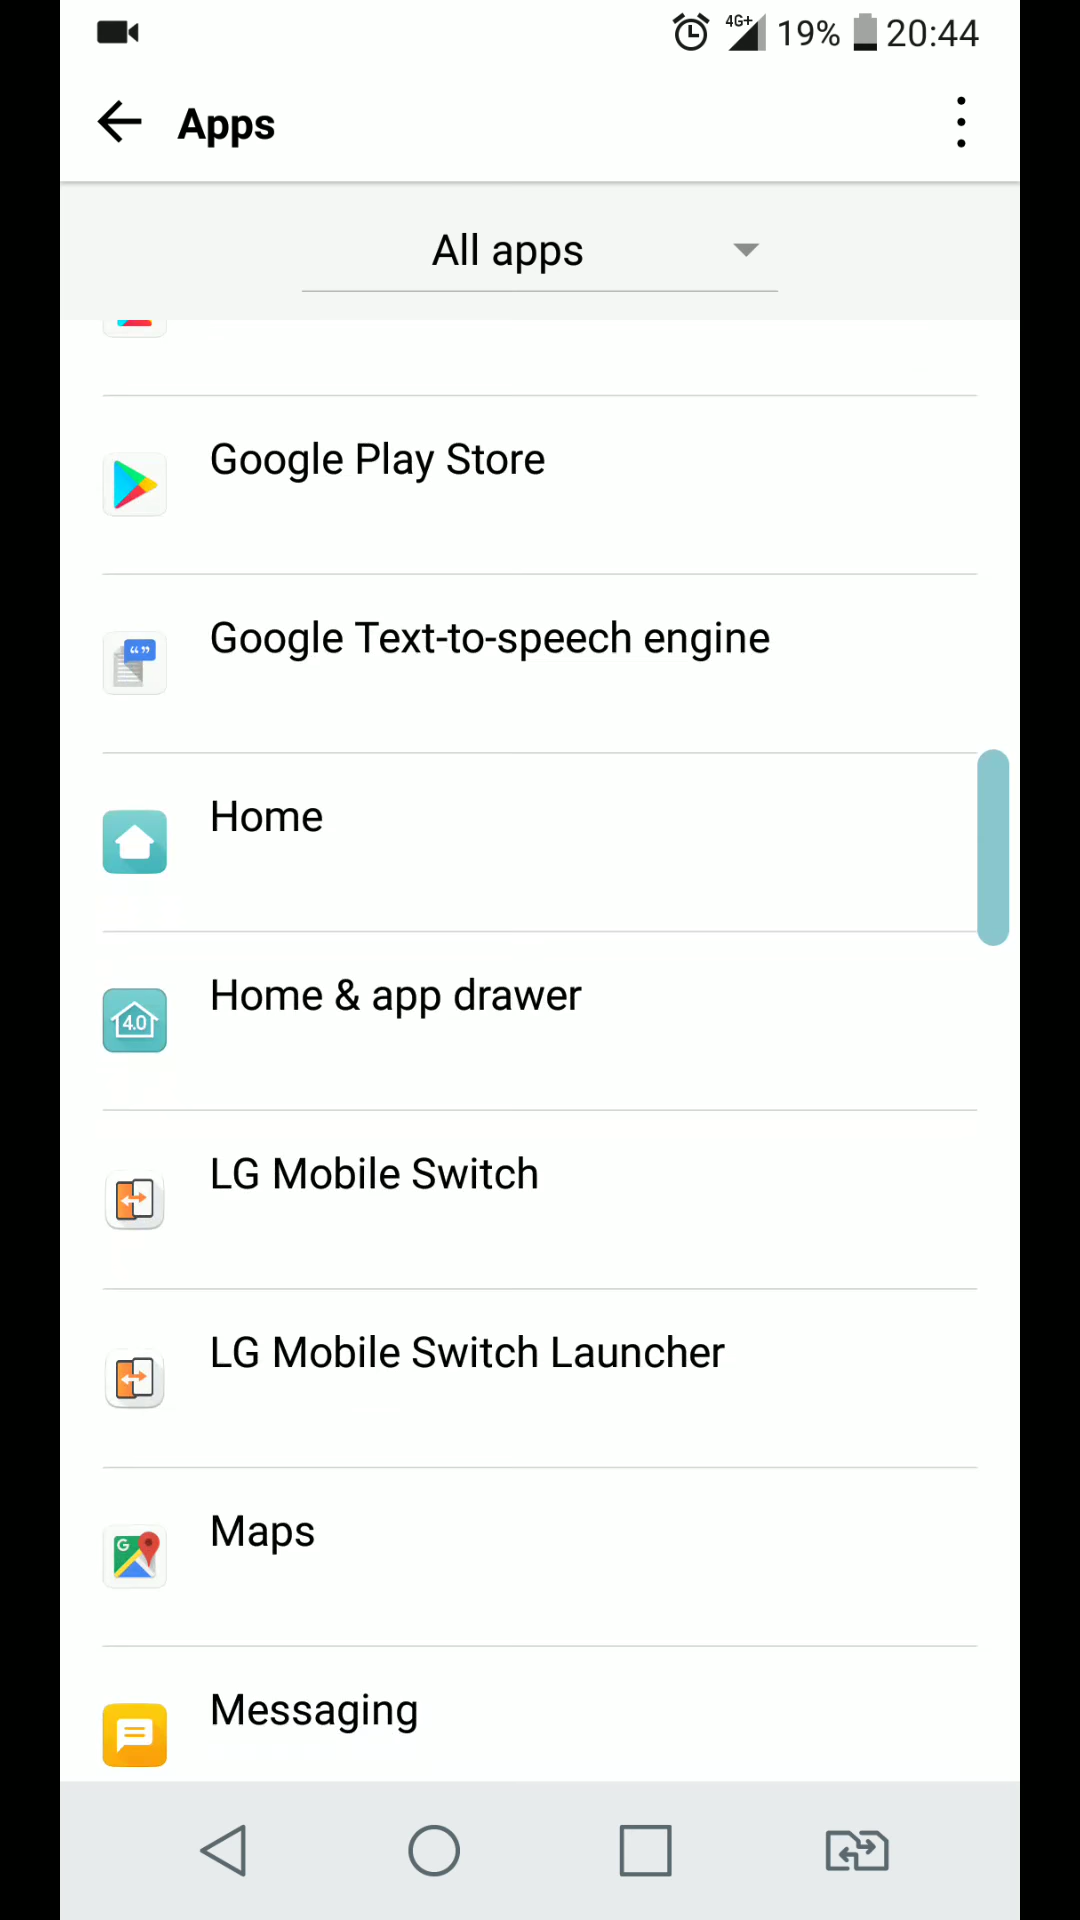 4G+ 19% 20:44
Apps
All apps
Google Play Store
Google Text-to-speech engine
Home
4.0
Home & app drawer
LG Mobile Switch
LG Mobile Switch Launcher
G
Maps
Messaging